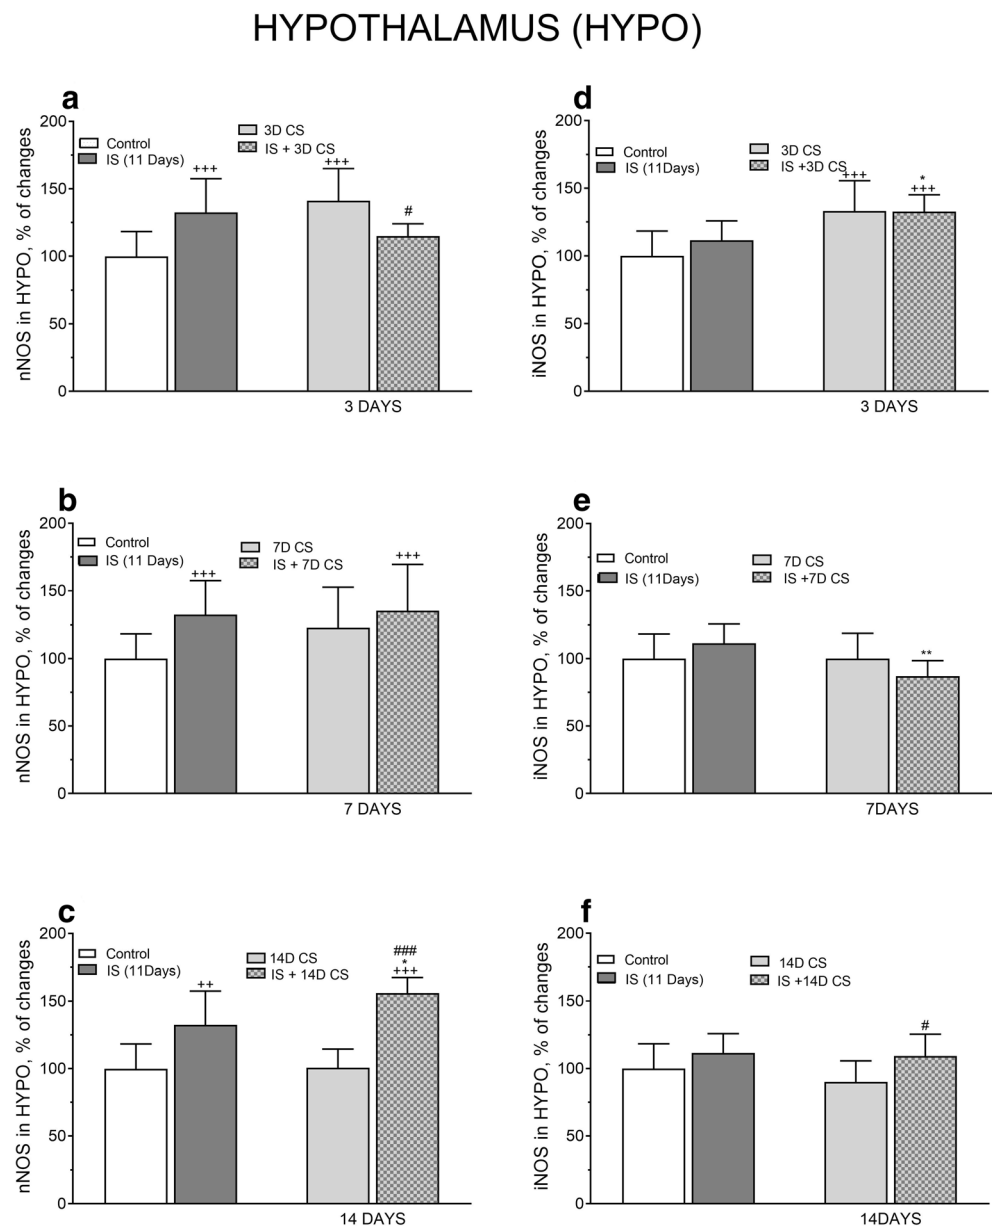 HYPOTHALAMUS (HYPO)
a
nNOS in HYPO, % of changes
200
150
100
50
0
Control
IS (11 Days)
3D CS
IS + 3D CS
+++
+++
#
3 DAYS
d
iNOS in HYPO, % of changes
200
150
100
50
0
Control
IS (11Days)
3D CS
IS +3D CS
+++
*
+++
3 DAYS
b
nNOS in HYPO, % of changes
200
150
100
50
0
Control
IS (11 Days)
7D CS
IS + 7D CS
+++
+++
7 DAYS
e
iNOS in HYPO, % of changes
200
150
100
50
0
Control
IS (11Days)
7D CS
IS +7D CS
**
7DAYS
c
nNOS in HYPO, % of changes
200
150
100
50
0
Control
IS (11Days)
14D CS
IS + 14D CS
++
###
*
+++
14 DAYS
f
iNOS in HYPO, % of changes
200
150
100
50
0
Control
IS (11 Days)
14D CS
IS +14D CS
#
14DAYS